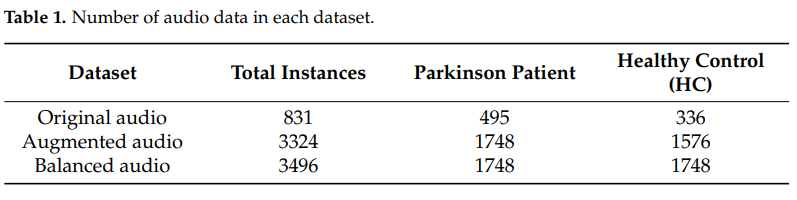 Table 1. Number of audio data in each dataset.
Dataset Total Instances Parkinson Patient Healthy Control (HC)
Original audio 831 495 336
Augmented audio 3324 1748 1576
Balanced audio 3496 1748 1748